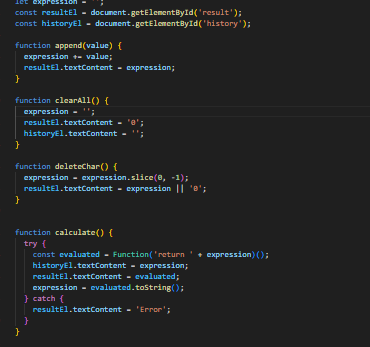 let expression = '';
const resultEl = document.getElementById('result');
const historyEl = document.getElementById('history');
function append(value) {
expression += value;
resultEl.textContent = expression;
}
function clearAll() {
expression = '';
resultEl.textContent = '0';
historyEl.textContent = '';
}
function deleteChar() {
expression = expression.slice(0, -1);
resultEl.textContent = expression || '0';
}
function calculate() {
try {
const evaluated = Function('return ' + expression)();
historyEl.textContent = expression;
resultEl.textContent = evaluated;
expression = evaluated.toString();
} catch {
resultEl.textContent = 'Error';
}
}